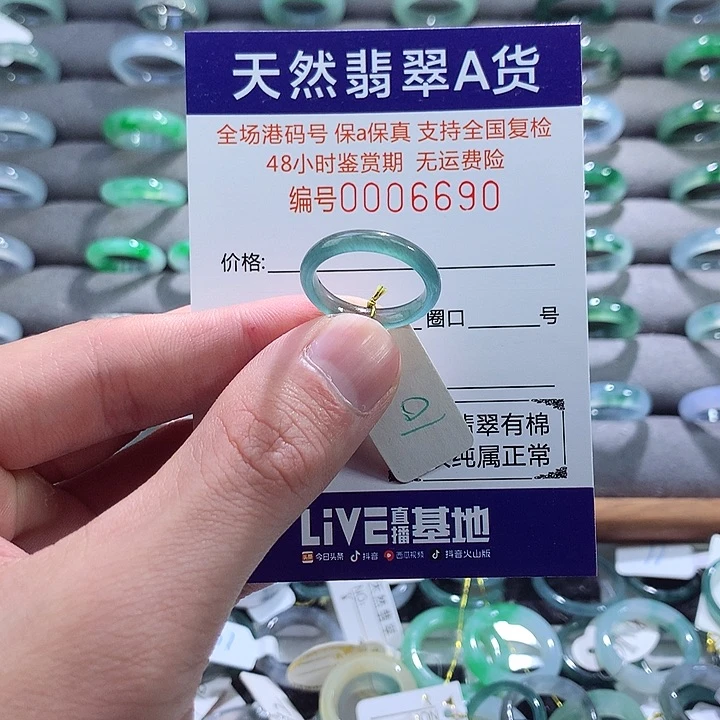 天然翡翠A货
全场港码号 保a保真 支持全国复检
48小时鉴赏期 无运费险
编号0006690
价格:
圈口 号
翡翠有棉
纯属正常
LiVE直播基地
今日头条 抖音 西瓜视频 抖音火山版